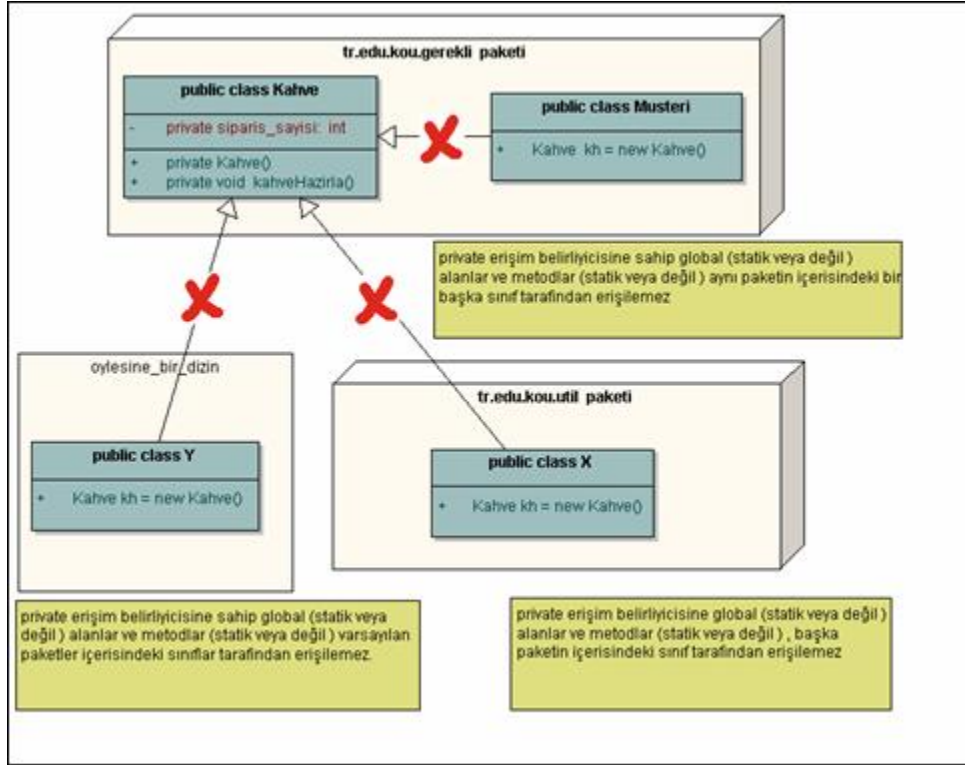 tr.edu.kou.gerekli paketi
public class Kahve
- private siparis_sayisi: int
+ private Kahve()
+ private void kahveHazirla()
public class Musteri
+ Kahve kh = new Kahve()
private erişim belirliyicisine sahip global (statik veya değil )
alanlar ve metodlar (statik veya değil ) aynı paketin içerisindeki bir
başka sınıf tarafindan erişilemez
oylesine_bir_dizin
public class Y
+ Kahve kh = new Kahve()
tr.edu.kou.util paketi
public class X
+ Kahve kh = new Kahve()
private erişim belirliyicisine sahip global (statik veya
değil ) alanlar ve metodlar (statik veya değil ) varsayılan
paketler içerisindeki sınıflar tarafindan erişilemez.
private erişim belirliyicisine global (statik veya değil )
alanlar ve metodlar (statik veya değil ) , başka
paketin içerisindeki sınıf tarafindan erişilemez